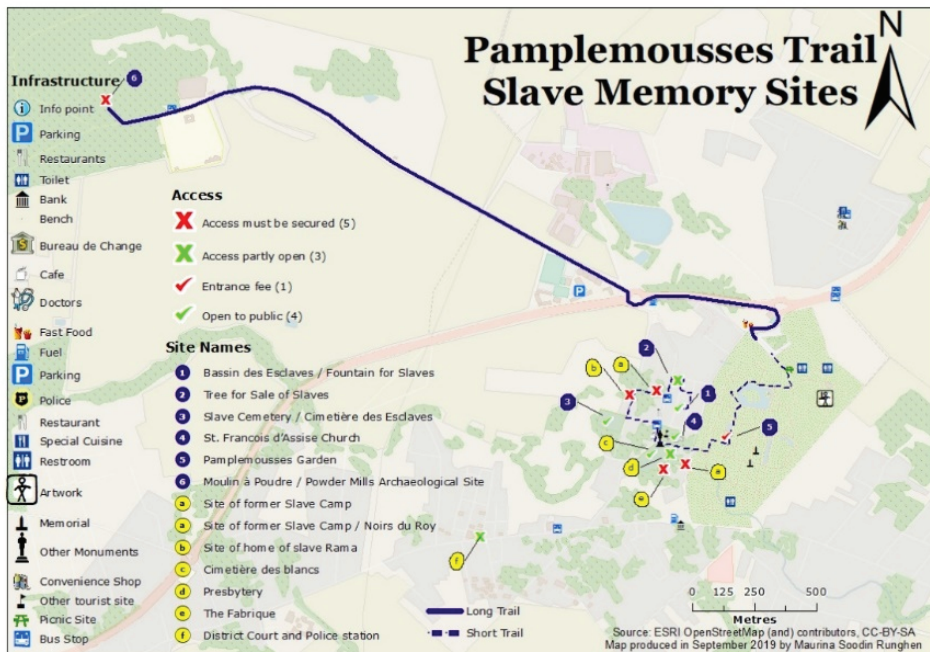 Pamplemousses Trail
Slave Memory Sites
N
Infrastructure
Info point
Parking
Restaurants
Toilet
Bank
Bench
Bureau de Change
Cafe
Doctors
Fast Food
Fuel
Parking
Police
Restaurant
Special Cuisine
Restroom
Artwork
Memorial
Other Monuments
Convenience Shop
Other tourist site
Picnic Site
Bus Stop
Access
Access must be secured (5)
Access partly open (3)
Entrance fee (1)
Open to public (4)
Site Names
1 Bassin des Esclaves / Fountain for Slaves
2 Tree for Sale of Slaves
3 Slave Cemetery / Cimetière des Esclaves
4 St. Francois d'Assise Church
5 Pamplemousses Garden
6 Moulin à Poudre / Powder Mills Archaeological Site
a Site of former Slave Camp
a Site of former Slave Camp / Noirs du Roy
b Site of home of slave Rama
c Cimetière des blancs
d Presbytery
e The Fabrique
f District Court and Police station
6
P
2
a
b
1
3
4
5
c
d
a
e
f
Long Trail
Short Trail
0 125 250 500
Metres
Source: ESRI OpenStreetMap (and) contributors, CC-BY-SA
Map produced in September 2019 by Maurina Soodin Runghen